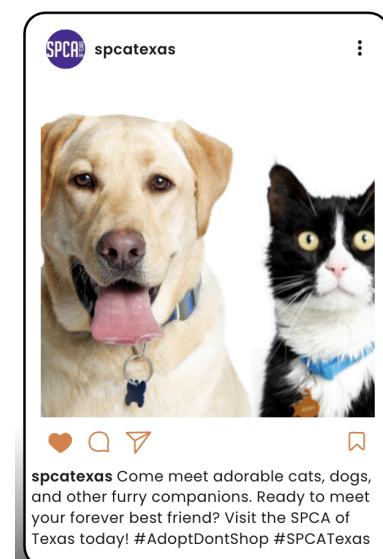 SPCA
spcatexas
spcatexas Come meet adorable cats, dogs,
and other furry companions. Ready to meet
your forever best friend? Visit the SPCA of
Texas today! #AdoptDontShop #SPCATexas